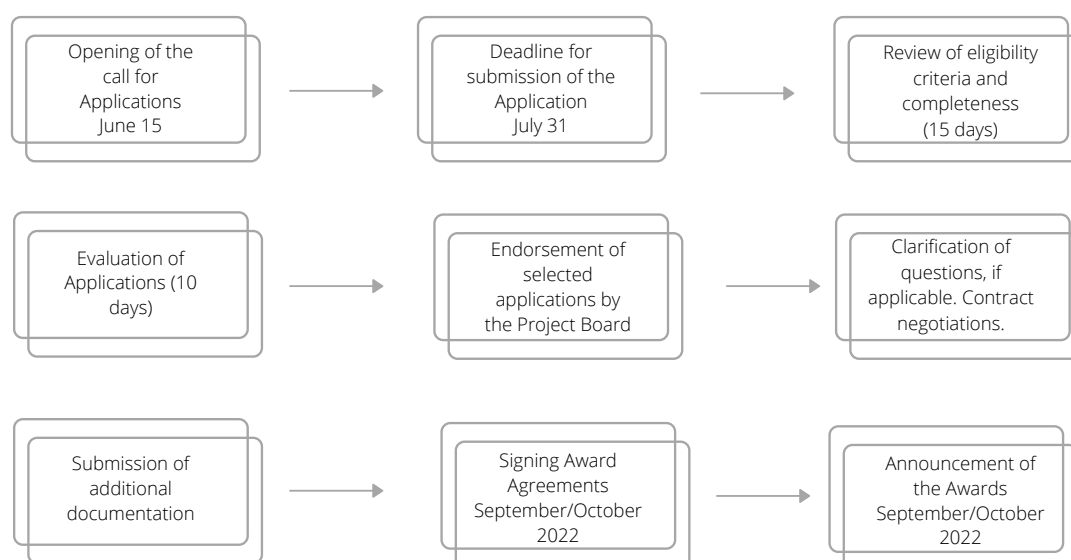 Opening of the
call for
Applications
June 15
Deadline for
submission of the
Application
July 31
Review of eligibility
criteria and
completeness
(15 days)
Evaluation of
Applications (10
days)
Endorsement of
selected
applications by
the Project Board
Clarification of
questions, if
applicable. Contract
negotiations.
Submission of
additional
documentation
Signing Award
Agreements
September/October
2022
Announcement of
the Awards
September/October
2022